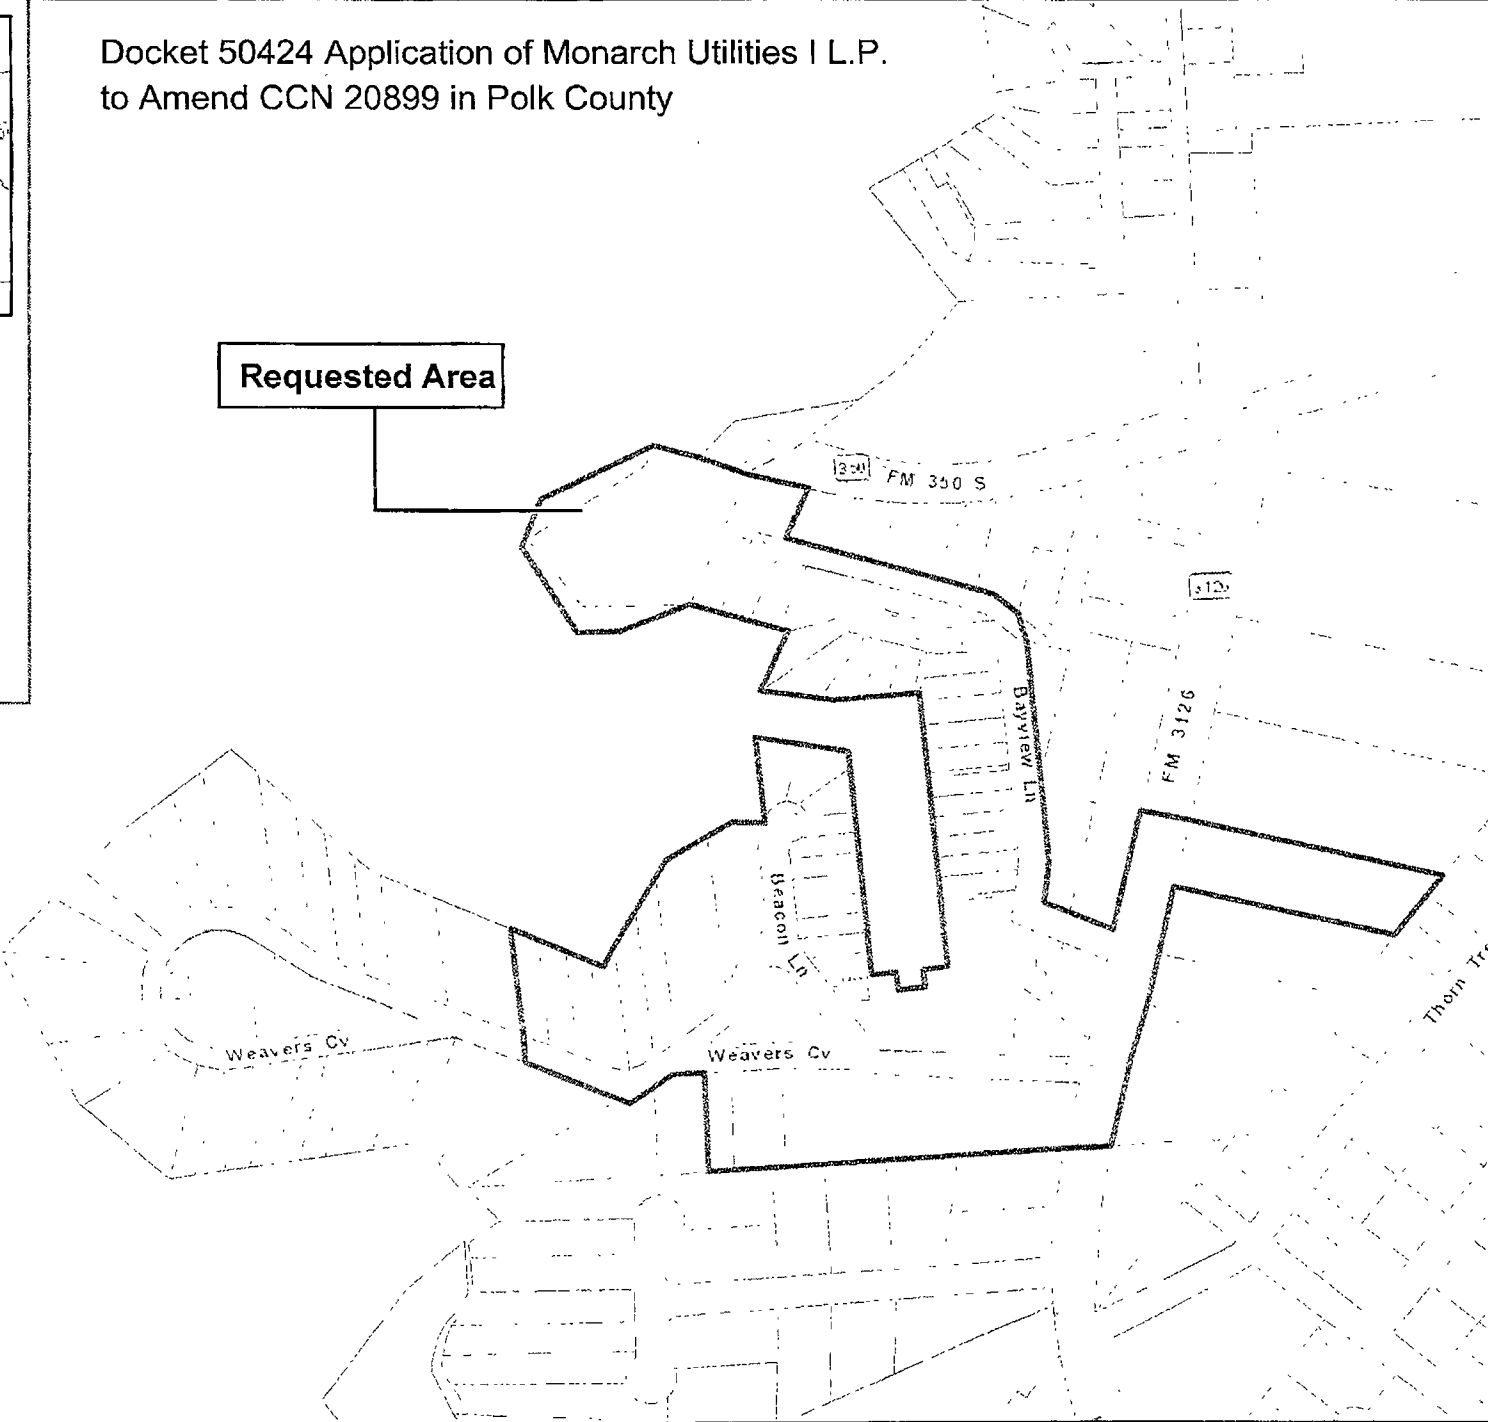 Docket 50424 Application of Monarch Utilities I L.P.
to Amend CCN 20899 in Polk County
Requested Area
350
FM 350 S
Bayview Ln
FM 3126
Beacon Ln
Thorn
Weavers Cv
Weavers Cv